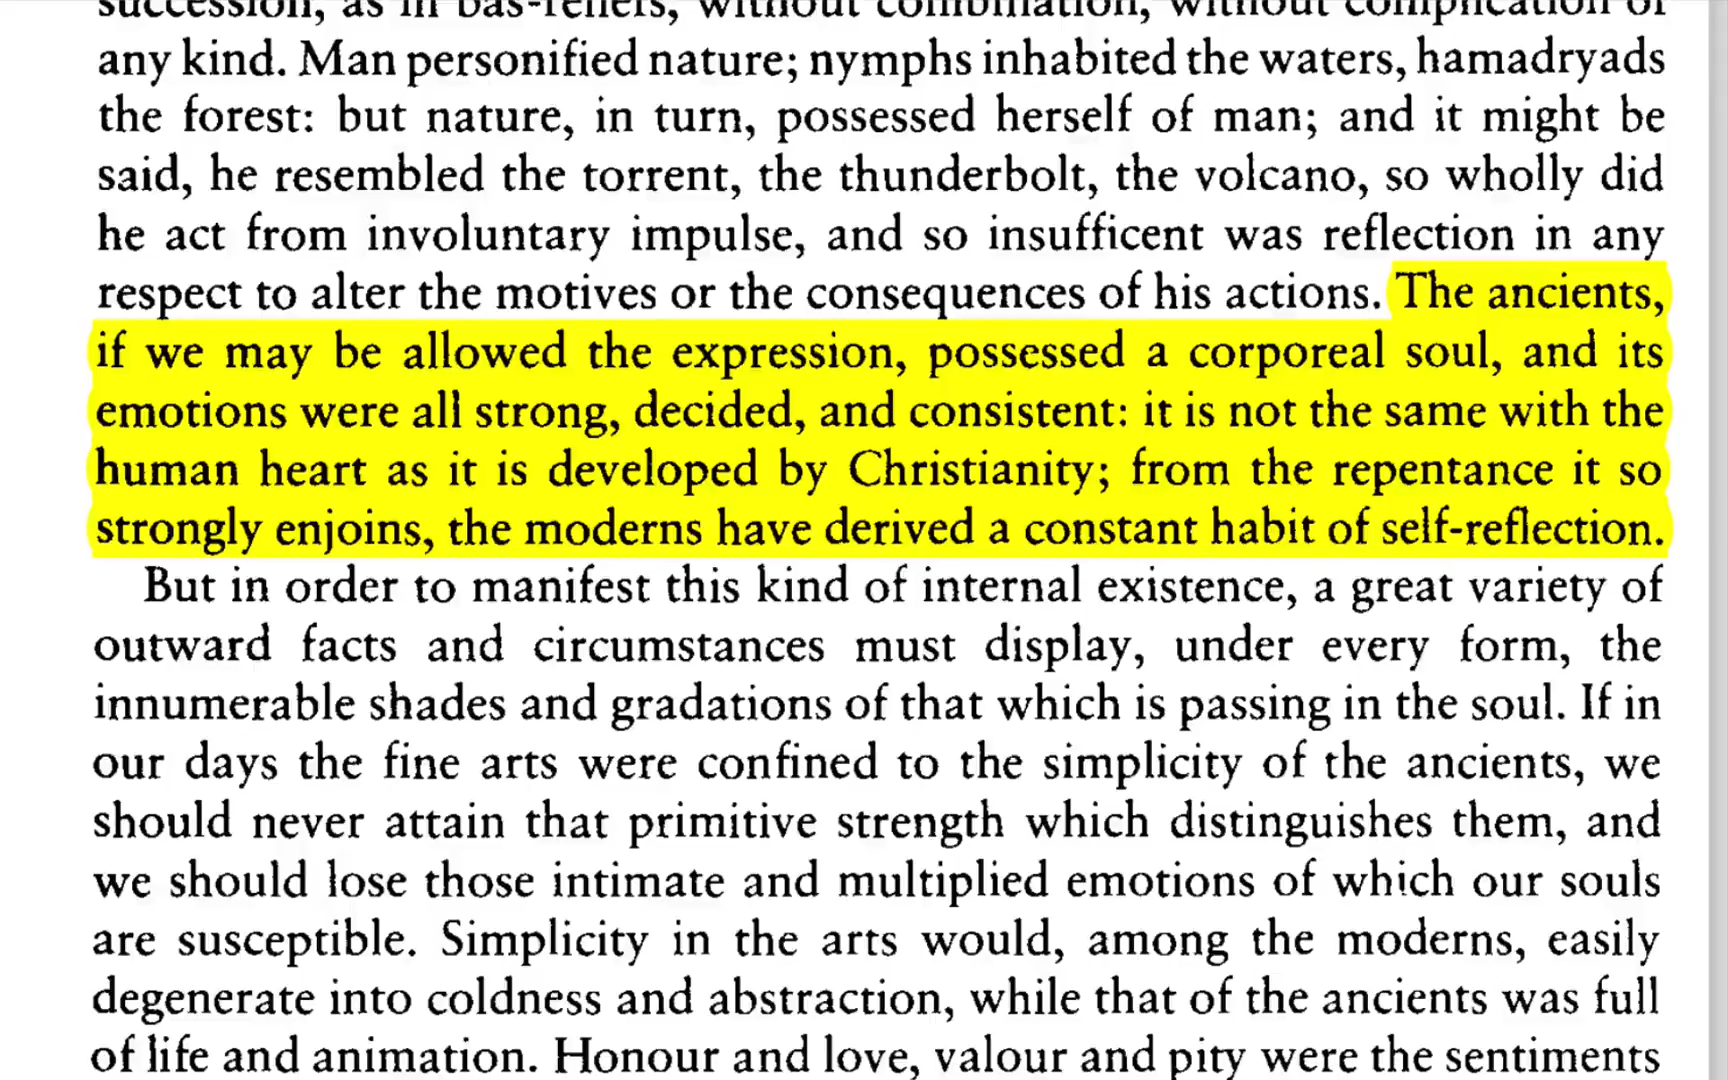 succession, as in bas-reliefs, without combination, without complication of
any kind. Man personified nature; nymphs inhabited the waters, hamadryads
the forest: but nature, in turn, possessed herself of man; and it might be
said, he resembled the torrent, the thunderbolt, the volcano, so wholly did
he act from involuntary impulse, and so insufficent was reflection in any
respect to alter the motives or the consequences of his actions. The ancients,
if we may be allowed the expression, possessed a corporeal soul, and its
emotions were all strong, decided, and consistent: it is not the same with the
human heart as it is developed by Christianity; from the repentance it so
strongly enjoins, the moderns have derived a constant habit of self-reflection.
But in order to manifest this kind of internal existence, a great variety of
outward facts and circumstances must display, under every form, the
innumerable shades and gradations of that which is passing in the soul. If in
our days the fine arts were confined to the simplicity of the ancients, we
should never attain that primitive strength which distinguishes them, and
we should lose those intimate and multiplied emotions of which our souls
are susceptible. Simplicity in the arts would, among the moderns, easily
degenerate into coldness and abstraction, while that of the ancients was full
of life and animation. Honour and love, valour and pity were the sentiments